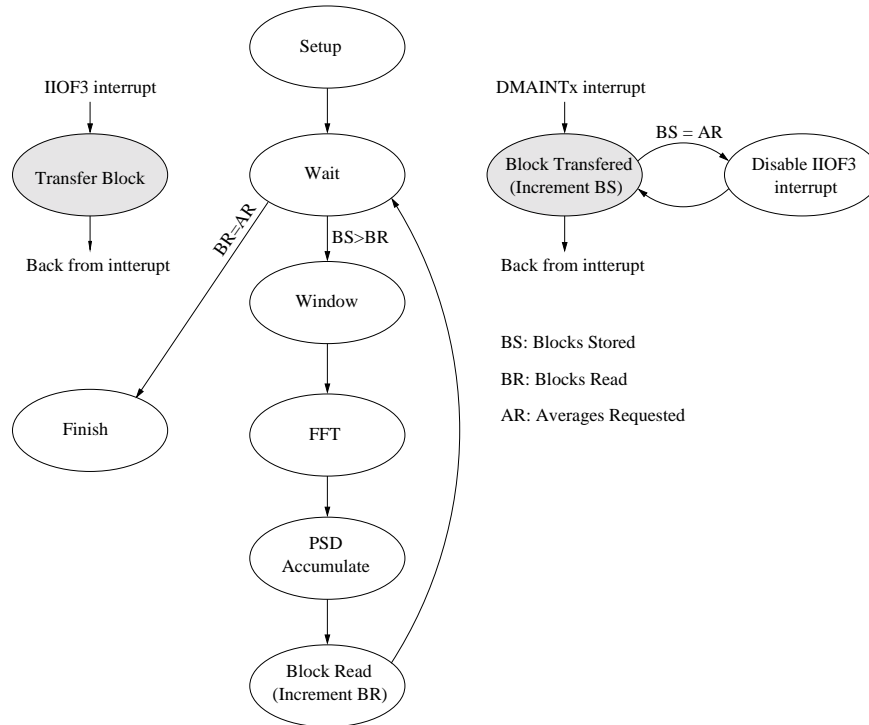 Setup
IIOF3 interrupt
Transfer Block
Back from intterupt
Wait
BR=AR
BS>BR
Window
Finish
FFT
PSD
Accumulate
Block Read
(Increment BR)
DMAINTx interrupt
BS = AR
Block Transfered
(Increment BS)
Disable IIOF3
interrupt
Back from intterupt
BS: Blocks Stored
BR: Blocks Read
AR: Averages Requested